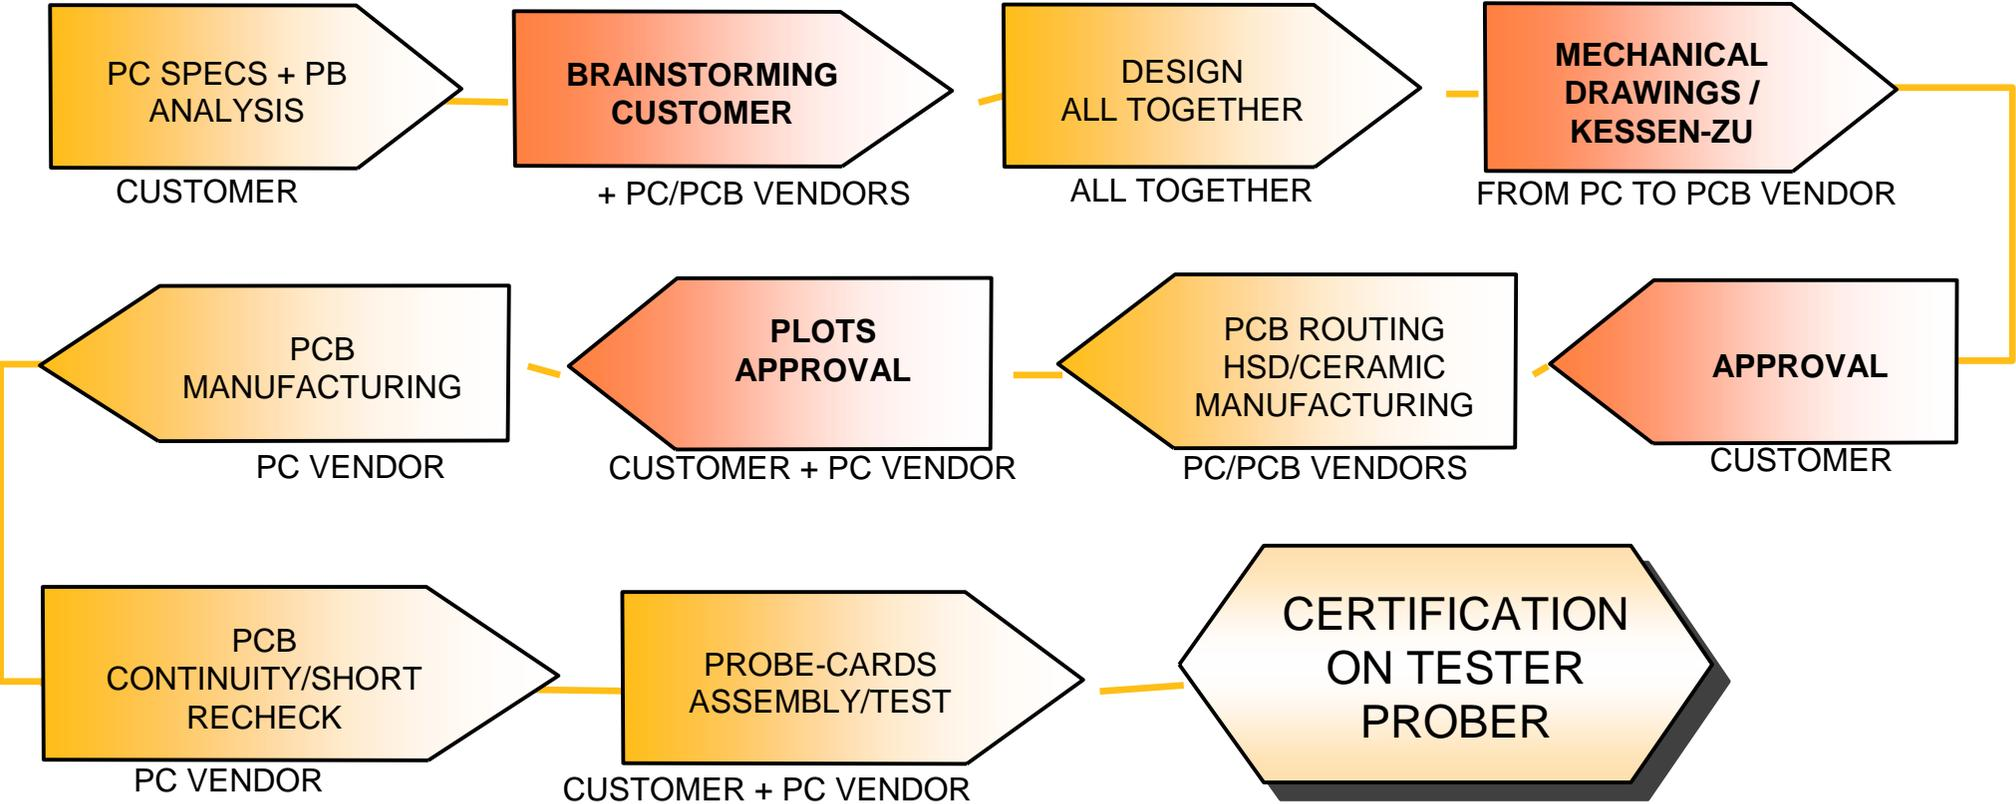 PC SPECS + PB
ANALYSIS
CUSTOMER
BRAINSTORMING
CUSTOMER
+ PC/PCB VENDORS
DESIGN
ALL TOGETHER
ALL TOGETHER
MECHANICAL
DRAWINGS /
KESSEN-ZU
FROM PC TO PCB VENDOR
APPROVAL
CUSTOMER
PCB ROUTING
HSD/CERAMIC
MANUFACTURING
PC/PCB VENDORS
PLOTS
APPROVAL
CUSTOMER + PC VENDOR
PCB
MANUFACTURING
PC VENDOR
PCB
CONTINUITY/SHORT
RECHECK
PC VENDOR
PROBE-CARDS
ASSEMBLY/TEST
CUSTOMER + PC VENDOR
CERTIFICATION
ON TESTER
PROBER